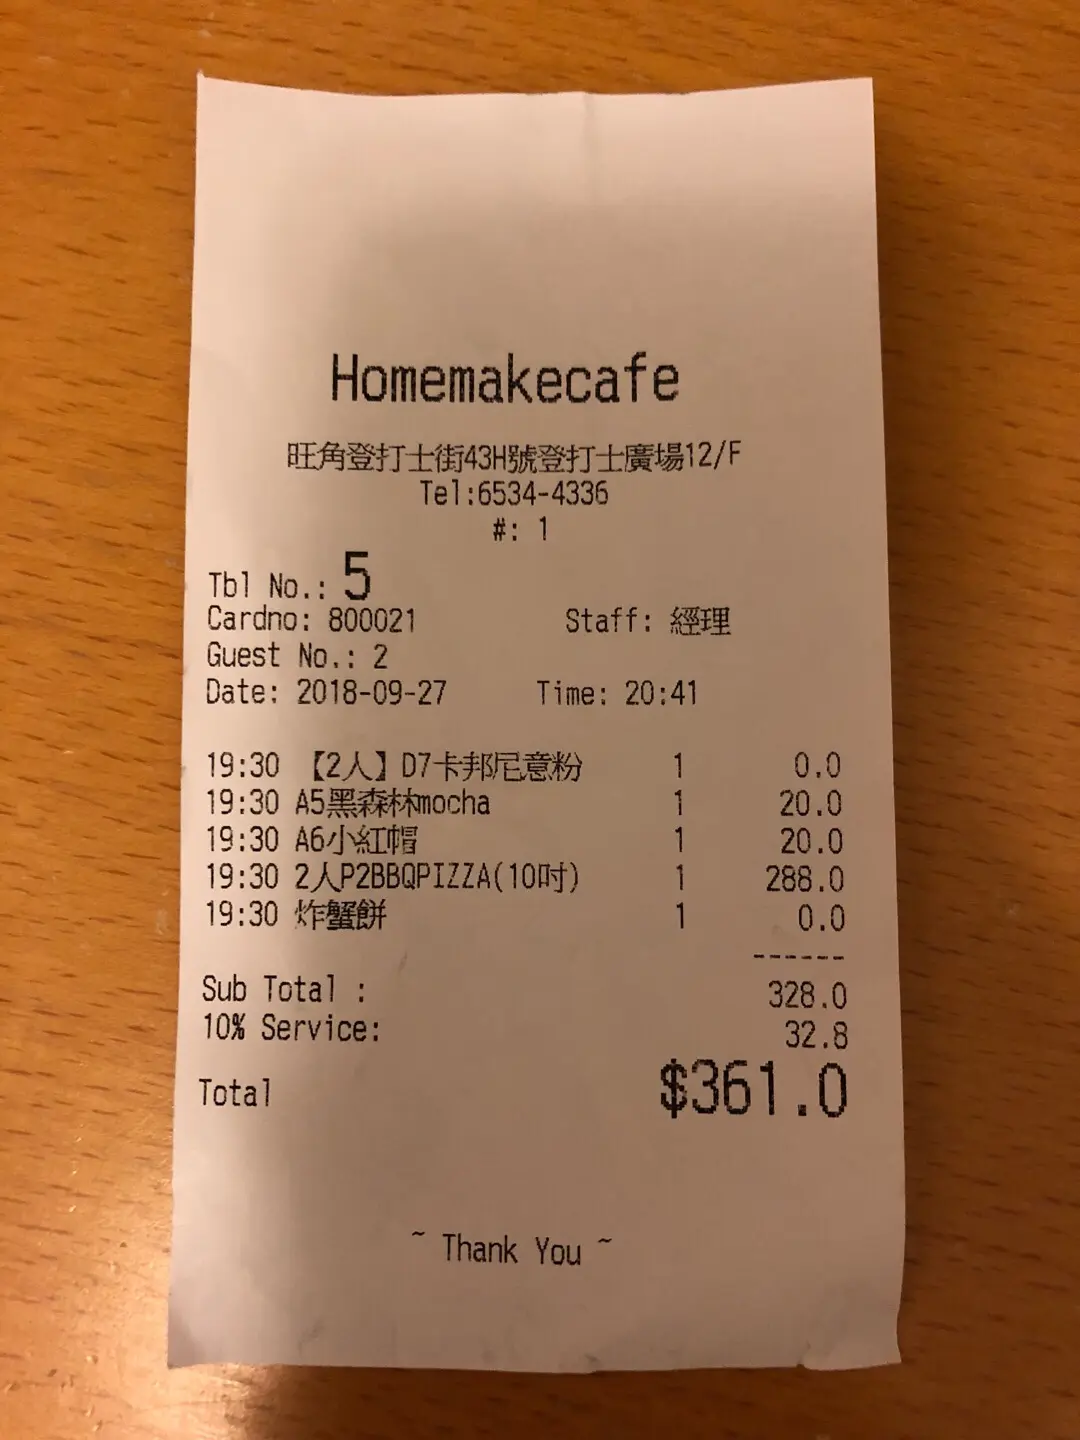 Homemakecafe
旺角登打士街43H號登打士廣場12/F
Tel:6534-4336
#: 1
Tbl No.: 5
Cardno: 800021 Staff: 經理
Guest No.: 2
Date: 2018-09-27 Time: 20:41
19:30 【2人】D7卡邦尼意粉 1 0.0
19:30 A5黑森林mocha 1 20.0
19:30 A6小紅帽 1 20.0
19:30 2人P2BBQPIZZA(10吋) 1 288.0
19:30 炸蟹餅 1 0.0
------
Sub Total : 328.0
10% Service: 32.8
Total $361.0
~ Thank You ~